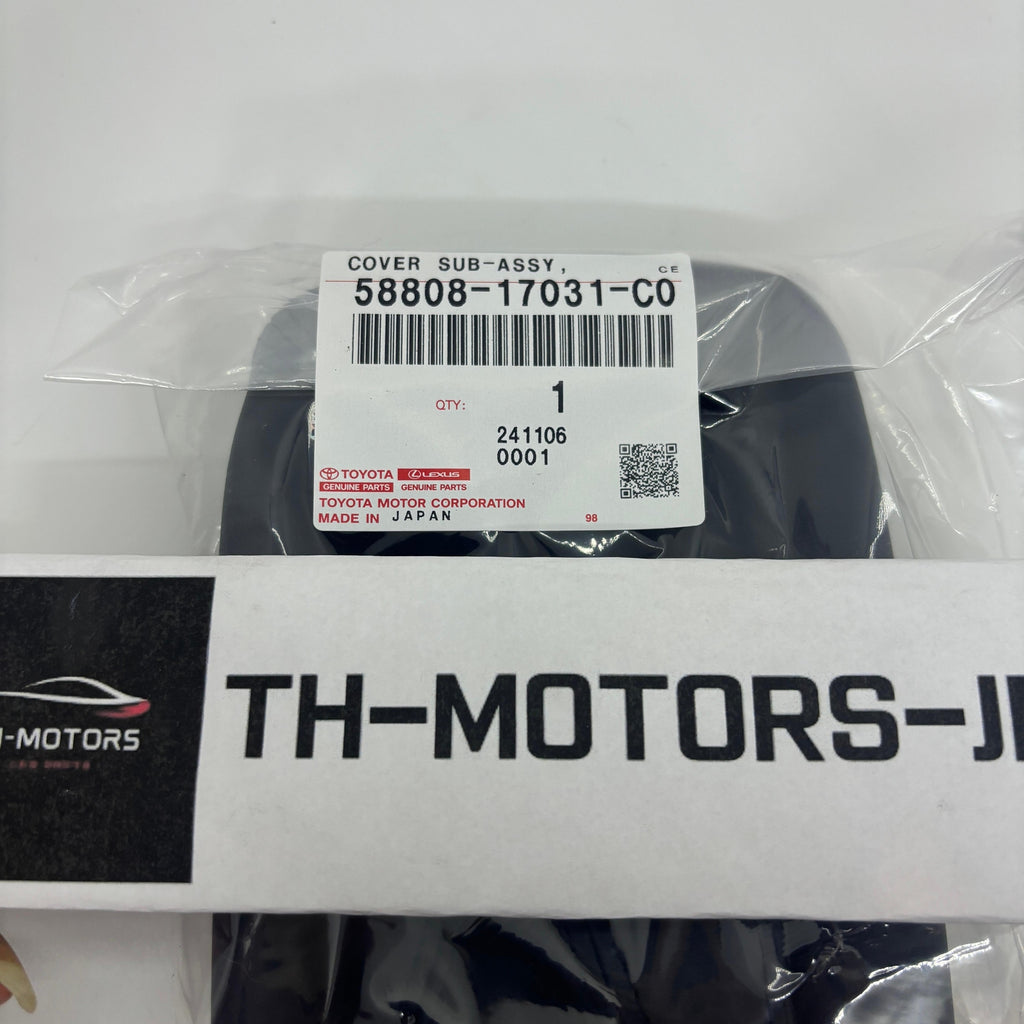 COVER SUB-ASSY,
CE
58808-17031-C0
QTY: 1
241106
0001
TOYOTA LEXUS
GENUINE PARTS GENUINE PARTS
TOYOTA MOTOR CORPORATION
MADE IN JAPAN
98
TH-MOTORS-J
-MOTORS